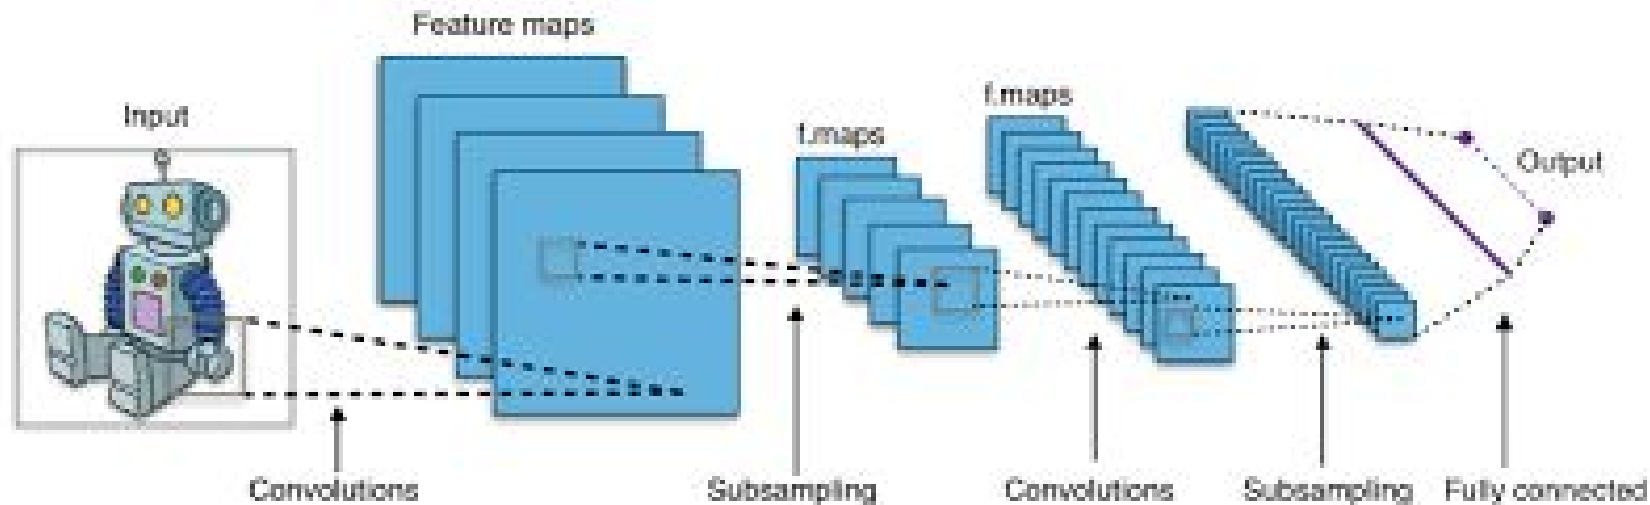 Feature maps
Input
f.maps
f.maps
Output
Convolutions
Subsampling
Convolutions
Subsampling
Fully connected